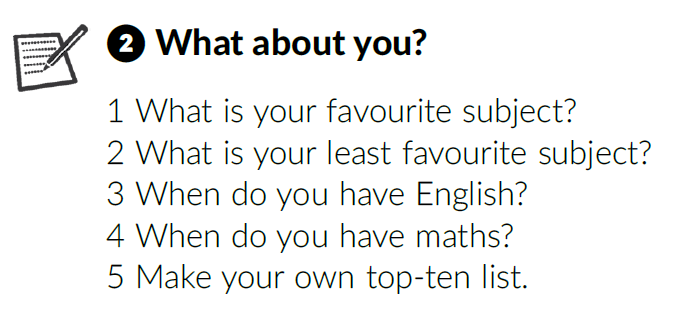 2 What about you?
1 What is your favourite subject?
2 What is your least favourite subject?
3 When do you have English?
4 When do you have maths?
5 Make your own top-ten list.